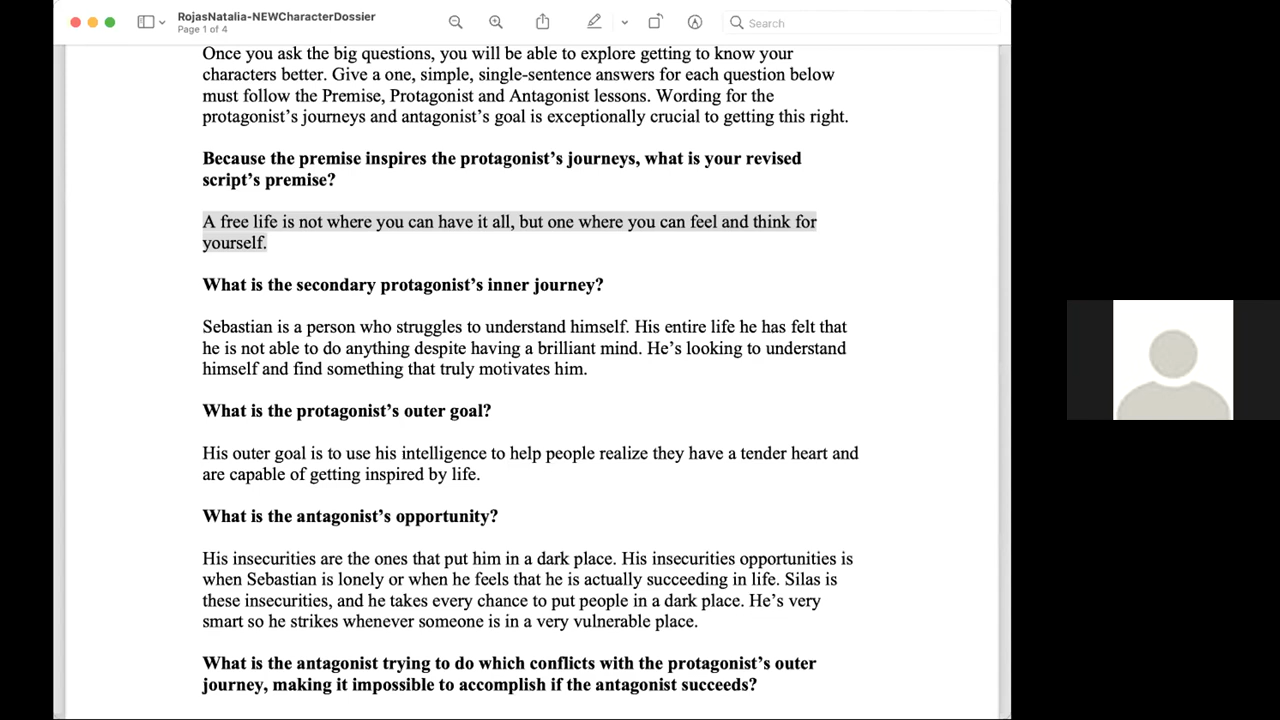 RojasNatalia-NEWCharacterDossier
Page 1 of 4
Search
Once you ask the big questions, you will be able to explore getting to know your
characters better. Give a one, simple, single-sentence answers for each question below
must follow the Premise, Protagonist and Antagonist lessons. Wording for the
protagonist’s journeys and antagonist’s goal is exceptionally crucial to getting this right.
Because the premise inspires the protagonist’s journeys, what is your revised
script’s premise?
A free life is not where you can have it all, but one where you can feel and think for
yourself.
What is the secondary protagonist’s inner journey?
Sebastian is a person who struggles to understand himself. His entire life he has felt that
he is not able to do anything despite having a brilliant mind. He’s looking to understand
himself and find something that truly motivates him.
What is the protagonist’s outer goal?
His outer goal is to use his intelligence to help people realize they have a tender heart and
are capable of getting inspired by life.
What is the antagonist’s opportunity?
His insecurities are the ones that put him in a dark place. His insecurities opportunities is
when Sebastian is lonely or when he feels that he is actually succeeding in life. Silas is
these insecurities, and he takes every chance to put people in a dark place. He’s very
smart so he strikes whenever someone is in a very vulnerable place.
What is the antagonist trying to do which conflicts with the protagonist’s outer
journey, making it impossible to accomplish if the antagonist succeeds?